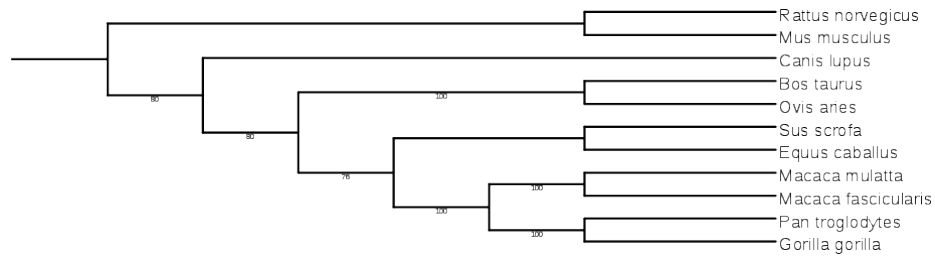 Rattus norvegicus
Mus musculus
Canis lupus
80
Bos taurus
100
Ovis aries
Sus scrofa
80
Equus caballus
Macaca mulatta
76
100
Macaca fascicularis
100
Pan troglodytes
100
Gorilla gorilla